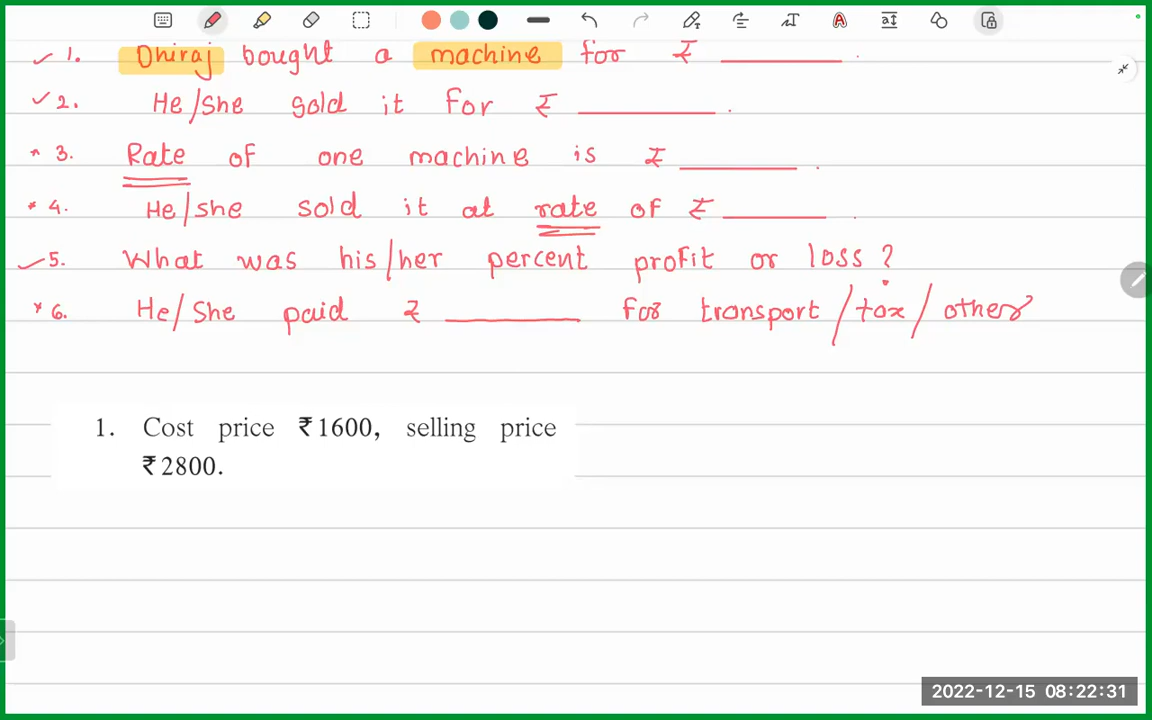 1. Dhiraj bought a machine for ₹ ________ .
2. He/She sold it for ₹ ________ .
* 3. Rate of one machine is ₹ ________ .
* 4. He/she sold it at rate of ₹ ________ .
5. What was his/her percent profit or loss ?
* 6. He/She paid ₹ ________ for transport/tax/other
1. Cost price ₹1600, selling price
₹2800.
2022-12-15 08:22:31